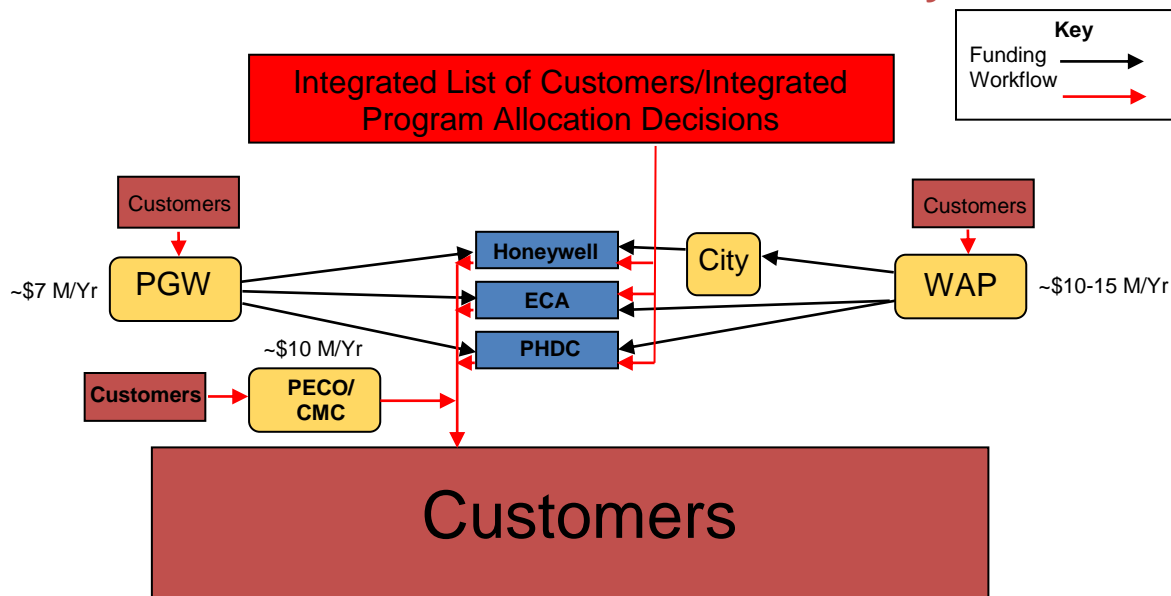 Key
Funding
Workflow
Integrated List of Customers/Integrated
Program Allocation Decisions
Customers
Customers
Honeywell
City
PGW
WAP
~$7 M/Yr
~$10-15 M/Yr
ECA
PHDC
~$10 M/Yr
Customers
PECO/
CMC
Customers